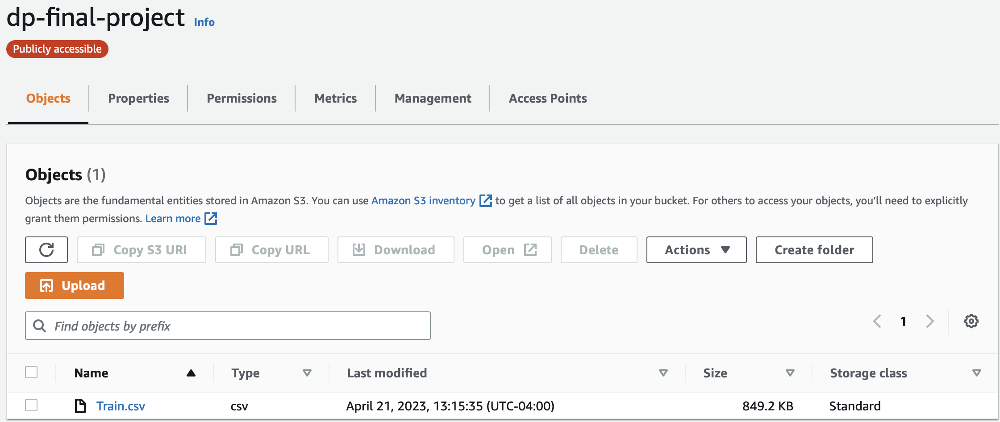 dp-final-project Info
Publicly accessible
Objects Properties Permissions Metrics Management Access Points
Objects (1)
Objects are the fundamental entities stored in Amazon S3. You can use Amazon S3 inventory to get a list of all objects in your bucket. For others to access your objects, you’ll need to explicitly
grant them permissions. Learn more
Copy S3 URI Copy URL Download Open Delete Actions Create folder
Upload
Find objects by prefix 1
Name Type Last modified Size Storage class
Train.csv csv April 21, 2023, 13:15:35 (UTC-04:00) 849.2 KB Standard